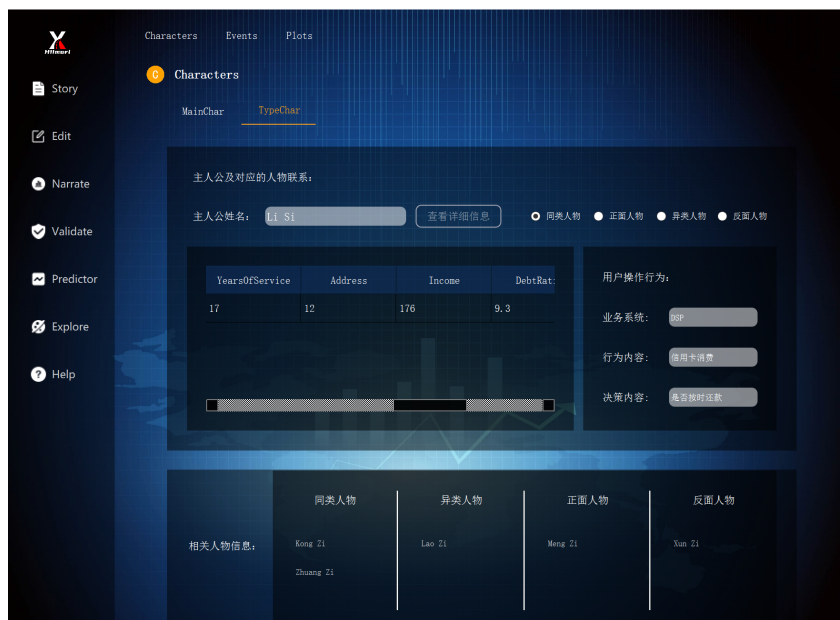 Characters Events Plots
Hilmuri
C Characters
Story
MainChar TypeChar
Edit
主人公及对应的人物联系:
Narrate
主人公姓名: Li Si 查看详细信息 同类人物 正面人物 异类人物 反面人物
Validate
YearsOfService Address Income DebtRat
用户操作行为:
Predictor
17 12 176 9.3
业务系统: DSP
Explore
行为内容: 信用卡消费
Help
决策内容: 是否按时还款
同类人物 异类人物 正面人物 反面人物
相关人物信息: Kong Zi Lao Zi Meng Zi Xun Zi
Zhuang Zi